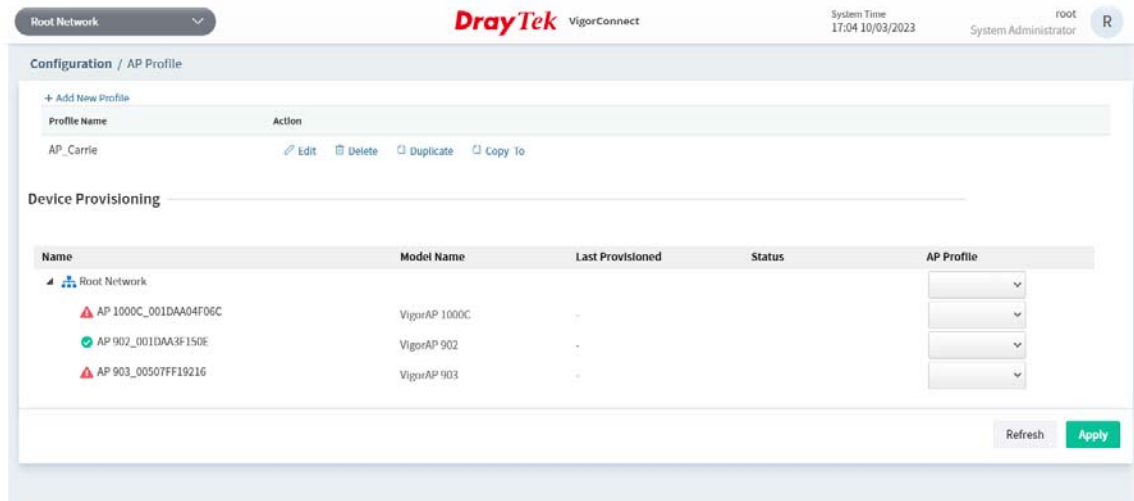 Root Network
DrayTek VigorConnect
System Time
17:04 10/03/2023
root
System Administrator
R
Configuration / AP Profile
+ Add New Profile
Profile Name Action
AP_Carrie Edit Delete Duplicate Copy To
Device Provisioning
Name Model Name Last Provisioned Status AP Profile
Root Network
AP 1000C_001DAA04F06C VigorAP 1000C -
AP 902_001DAA3F150E VigorAP 902 -
AP 903_00507FF19216 VigorAP 903 -
Refresh Apply